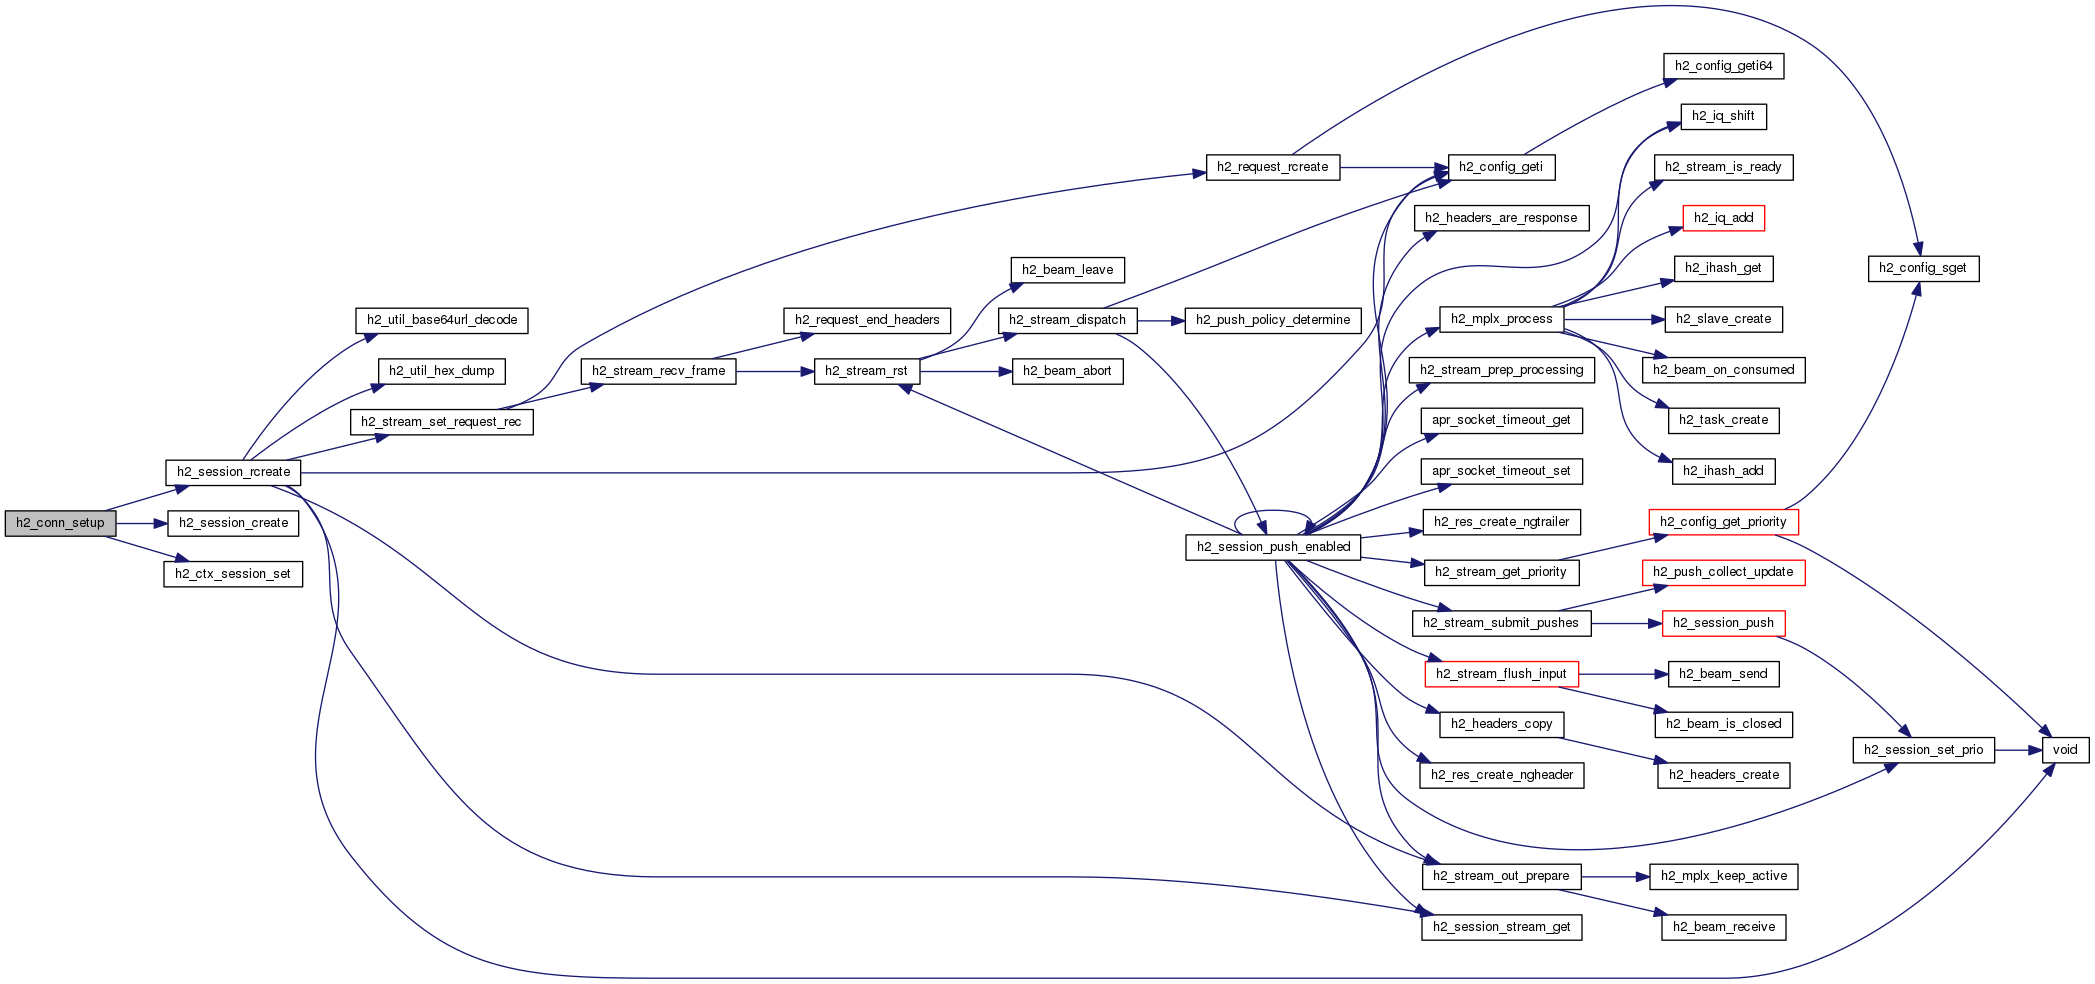 h2_conn_setup
h2_session_rcreate
h2_session_create
h2_ctx_session_set
h2_util_base64url_decode
h2_util_hex_dump
h2_stream_set_request_rec
h2_stream_recv_frame
h2_request_end_headers
h2_stream_rst
h2_beam_leave
h2_stream_dispatch
h2_beam_abort
h2_request_rcreate
h2_push_policy_determine
h2_session_push_enabled
h2_config_geti
h2_headers_are_response
h2_mplx_process
h2_stream_prep_processing
apr_socket_timeout_get
apr_socket_timeout_set
h2_res_create_ngtrailer
h2_stream_get_priority
h2_stream_submit_pushes
h2_stream_flush_input
h2_headers_copy
h2_res_create_ngheader
h2_stream_out_prepare
h2_session_stream_get
h2_config_geti64
h2_iq_shift
h2_stream_is_ready
h2_iq_add
h2_ihash_get
h2_slave_create
h2_beam_on_consumed
h2_task_create
h2_ihash_add
h2_config_get_priority
h2_push_collect_update
h2_session_push
h2_beam_send
h2_beam_is_closed
h2_headers_create
h2_mplx_keep_active
h2_beam_receive
h2_config_sget
h2_session_set_prio
void